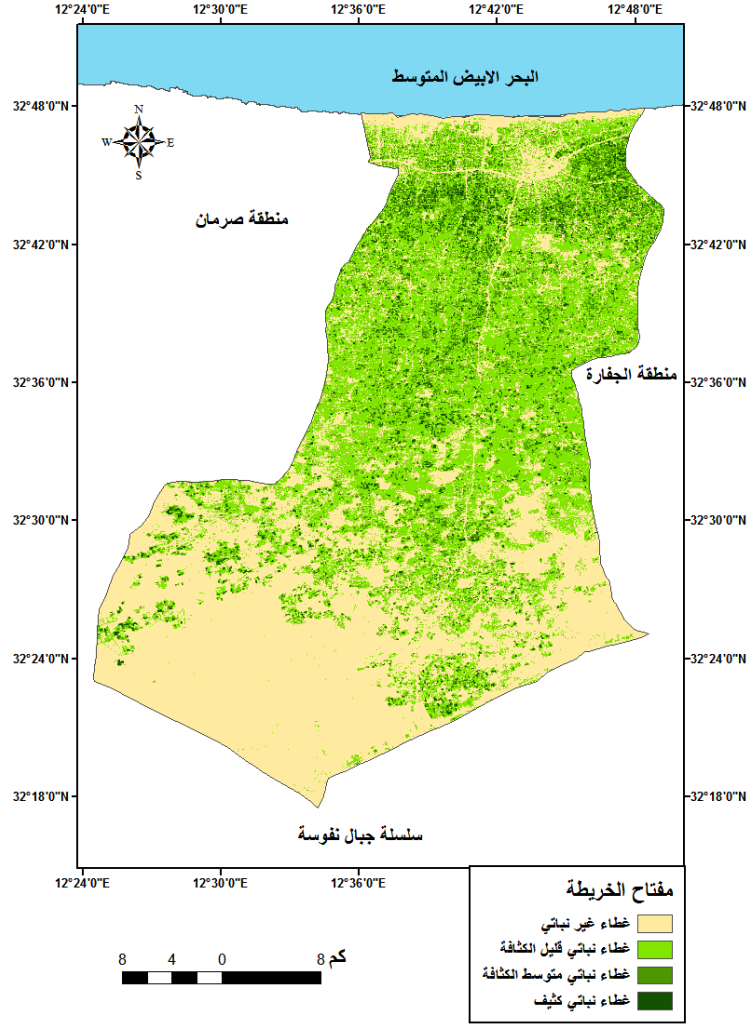 12°24'0"E 12°30'0"E 12°36'0"E 12°42'0"E 12°48'0"E
البحر الابيض المتوسط
32°48'0"N 32°48'0"N
N
W E
S
منطقة صرمان
32°42'0"N 32°42'0"N
منطقة الجفارة
32°36'0"N 32°36'0"N
32°30'0"N 32°30'0"N
32°24'0"N 32°24'0"N
32°18'0"N 32°18'0"N
سلسلة جبال نفوسة
12°24'0"E 12°30'0"E 12°36'0"E
مفتاح الخريطة
غطاء غير نباتي
غطاء نباتي قليل الكثافة
غطاء نباتي متوسط الكثافة
غطاء نباتي كثيف
8 4 0 8 كم